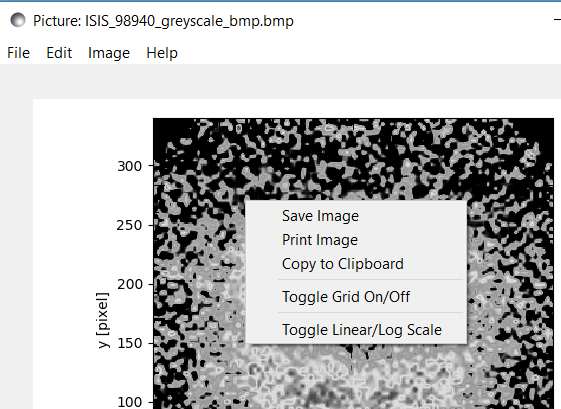 Picture: ISIS_98940_greyscale_bmp.bmp
File Edit Image Help
300
250
200
150
100
y [pixel]
Save Image
Print Image
Copy to Clipboard
Toggle Grid On/Off
Toggle Linear/Log Scale